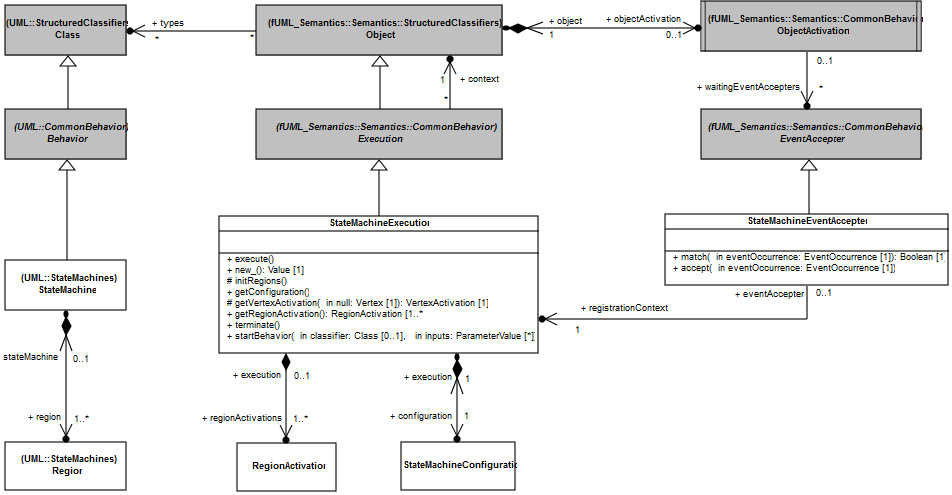 (UML::StructuredClassifiers
Class
+ types
*
*
(fUML_Semantics::Semantics::StructuredClassifiers)
Object
+ object
1
+ objectActivation
0..1
(fUML_Semantics::Semantics::CommonBehavior
ObjectActivation
1
+ context
*
0..1
+ waitingEventAccepters
*
(UML::CommonBehavior)
Behavior
(fUML_Semantics::Semantics::CommonBehavior)
Execution
(fUML_Semantics::Semantics::CommonBehavior
EventAccepter
StateMachineExecution
+ execute()
+ new_(): Value [1]
# initRegions()
+ getConfiguration()
# getVertexActivation( in null: Vertex [1]): VertexActivation [1]
+ getRegionActivation(): RegionActivation [1..*
+ terminate()
+ startBehavior( in classifier: Class [0..1], in inputs: ParameterValue [*])
StateMachineEventAccepter
+ match( in eventOccurrence: EventOccurrence [1]): Boolean [1]
+ accept( in eventOccurrence: EventOccurrence [1])
(UML::StateMachines)
StateMachine
+ eventAccepter
0..1
+ registrationContext
1
stateMachine
0..1
+ execution
0..1
+ execution
1
+ region
1..*
+ regionActivations
1..*
+ configuration
1
(UML::StateMachines)
Region
RegionActivation
StateMachineConfiguratio